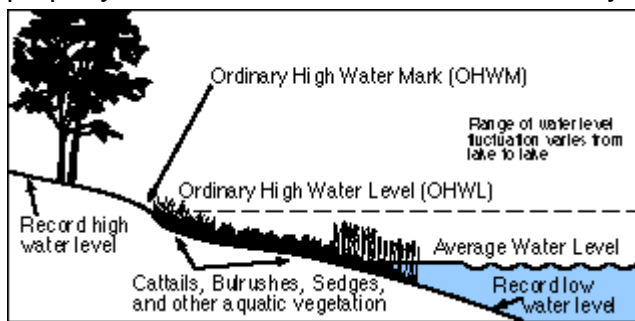 Ordinary High Water Mark (OHWM)
Range of water level
fluctuation varies from
lake to lake
Ordinary High Water Level (OHWL)
Record high
water level
Average Water Level
Cattails, Bulrushes, Sedges,
and other aquatic vegetation
Record low
water level